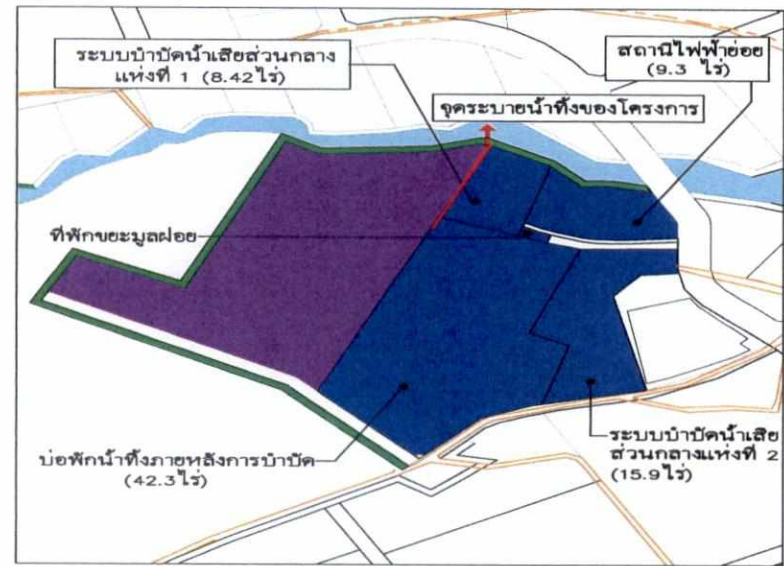 ระบบบำบัดน้ำเสียส่วนกลาง
แห่งที่ 1 (8.42 ไร่)
สถานีไฟฟ้าย่อย
(9.3 ไร่)
จุดระบายน้ำทิ้งของโครงการ
ที่พักขยะมูลฝอย
บ่อพักน้ำทิ้งภายหลังการบำบัด
(42.3 ไร่)
ระบบบำบัดน้ำเสีย
ส่วนกลางแห่งที่ 2
(15.9 ไร่)